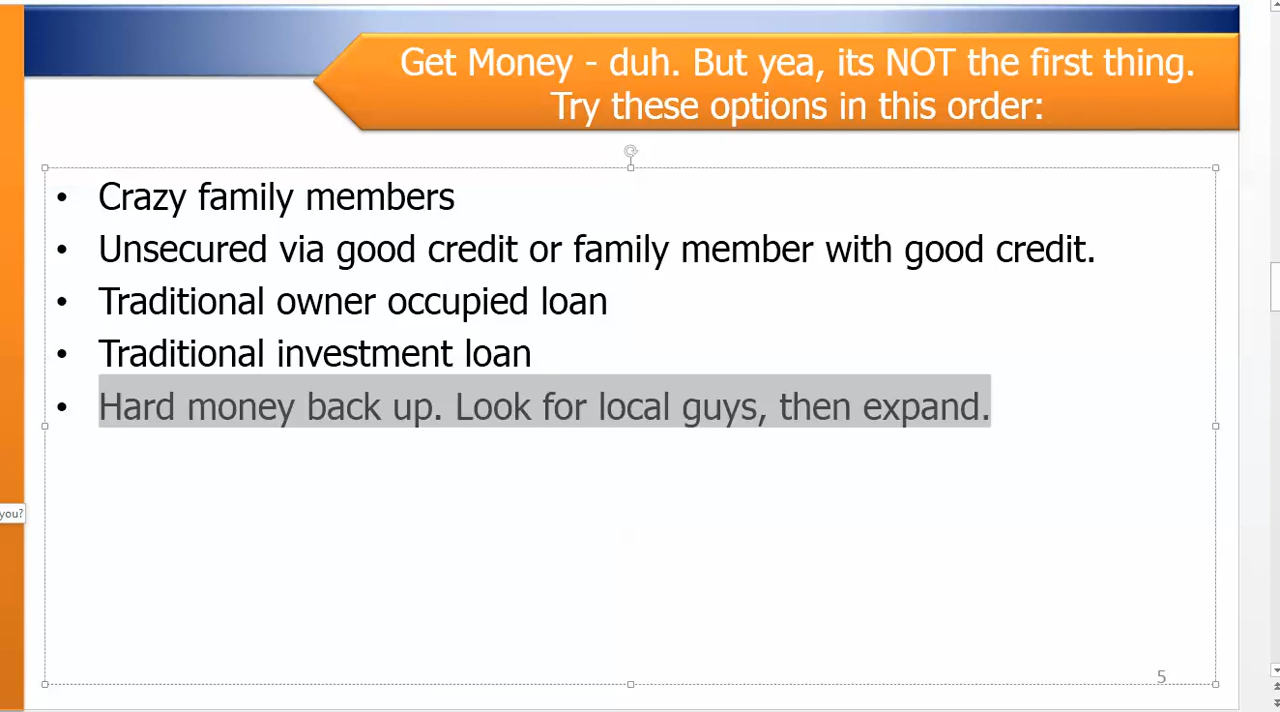 Get Money - duh. But yea, its NOT the first thing.
Try these options in this order:
• Crazy family members
• Unsecured via good credit or family member with good credit.
• Traditional owner occupied loan
• Traditional investment loan
• Hard money back up. Look for local guys, then expand.
you?
5